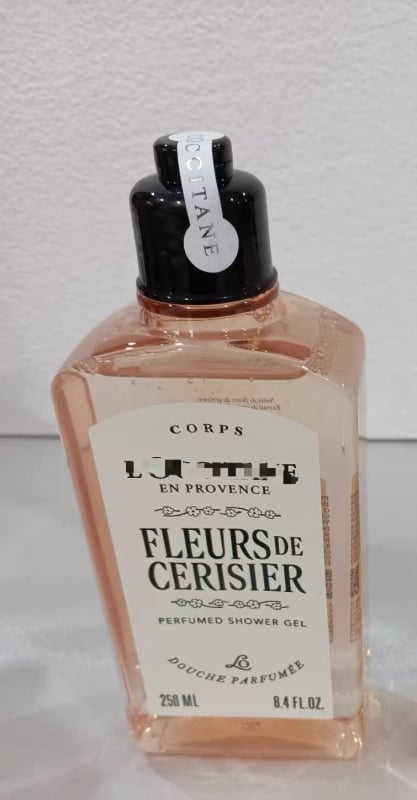 L'OCCITANE
CORPS
EN PROVENCE
FLEURS DE
CERISIER
PERFUMED SHOWER GEL
LO
DOUCHE PARFUMÉE
250 ML
8.4 FL.OZ.